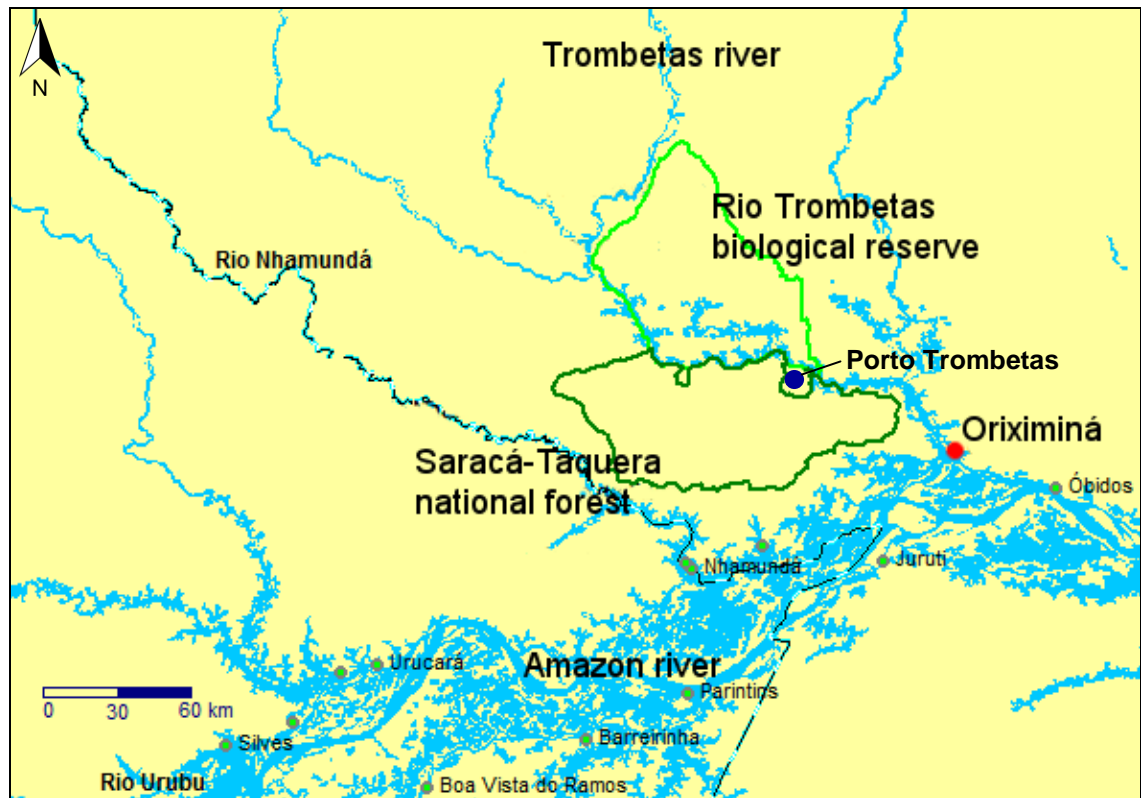 N
Trombetas river
Rio Trombetas
biological reserve
Rio Nhamundá
Porto Trombetas
Oriximiná
Saracá-Taquera
national forest
Óbidos
Nhamundá
Juruti
Urucará
Amazon river
Parintins
0 30 60 km
Silves
Barreirinha
Rio Urubu
Boa Vista do Ramos